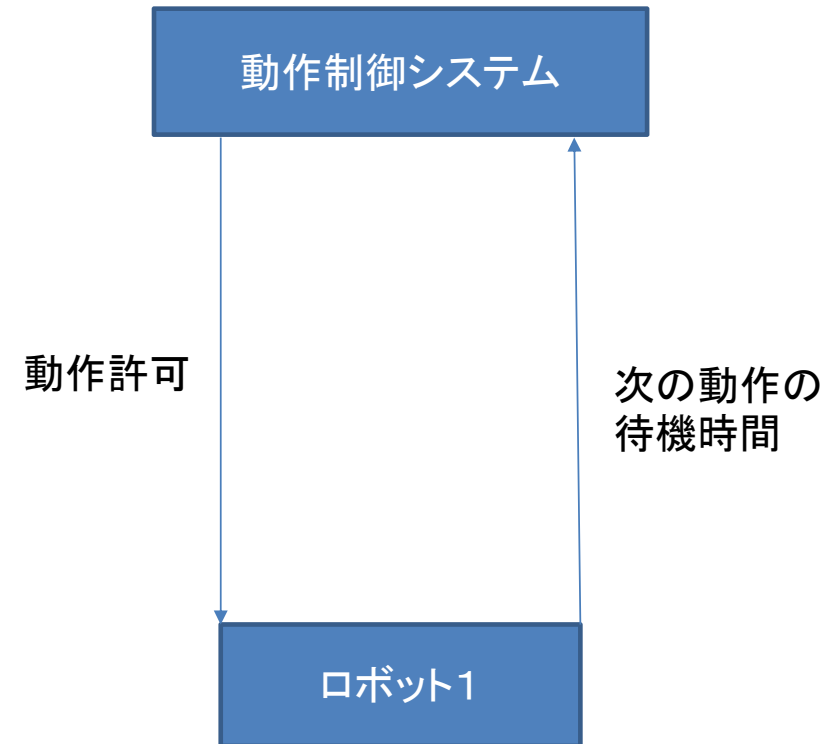 動作制御システム
動作許可
次の動作の
待機時間
ロボット１